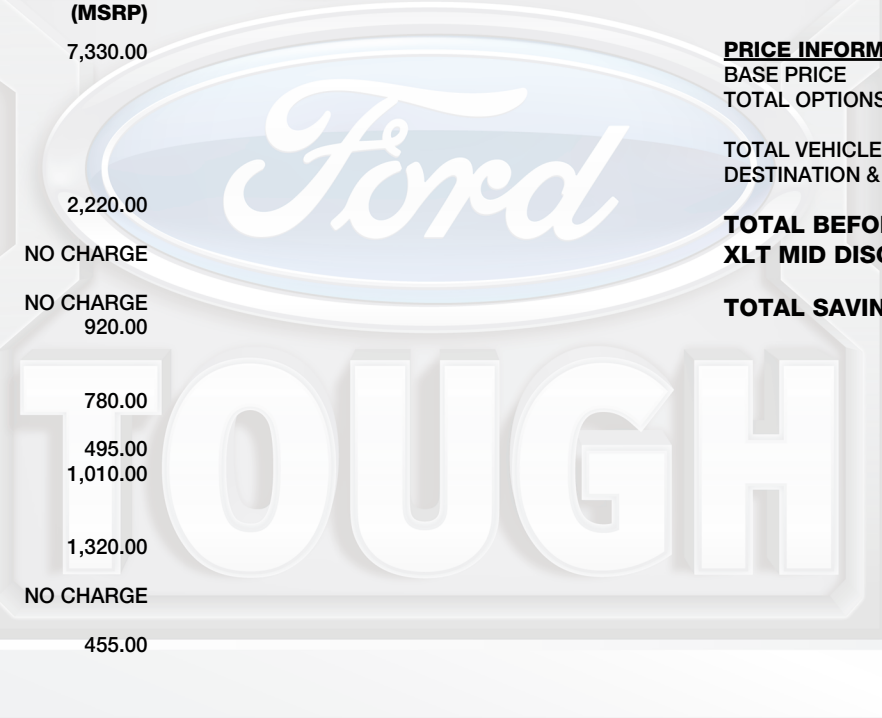 (MSRP)
7,330.00
2,220.00
NO CHARGE
NO CHARGE
920.00
780.00
495.00
1,010.00
1,320.00
NO CHARGE
455.00
PRICE INFORM
BASE PRICE
TOTAL OPTIONS
TOTAL VEHICLE
DESTINATION &
TOTAL BEFO
XLT MID DISC
TOTAL SAVIN
Ford
TOUGH